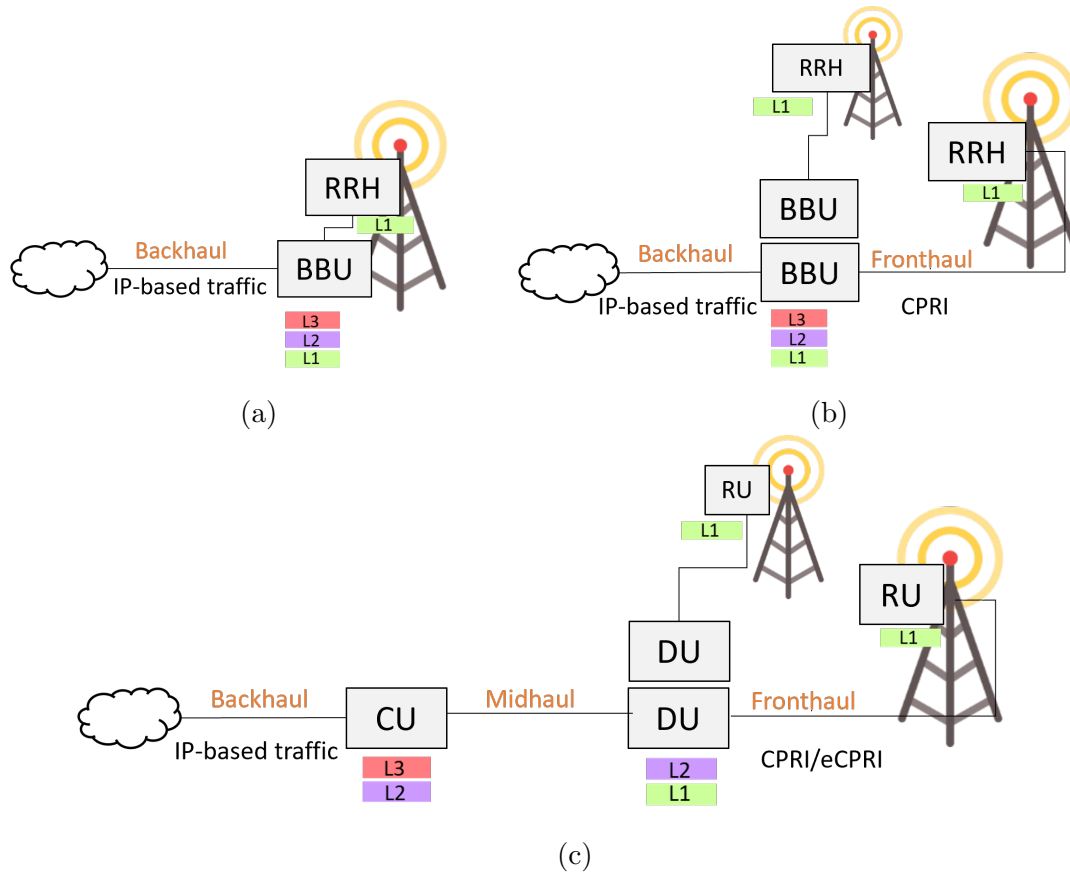 RRH
L1
Backhaul
BBU
IP-based traffic
L3
L2
L1
(a)
RRH
L1
RRH
L1
BBU
Backhaul
BBU
Fronthaul
IP-based traffic
CPRI
L3
L2
L1
(b)
RU
L1
RU
L1
DU
Backhaul
CU
Midhaul
DU
Fronthaul
IP-based traffic
CPRI/eCPRI
L3
L2
L2
L1
(c)